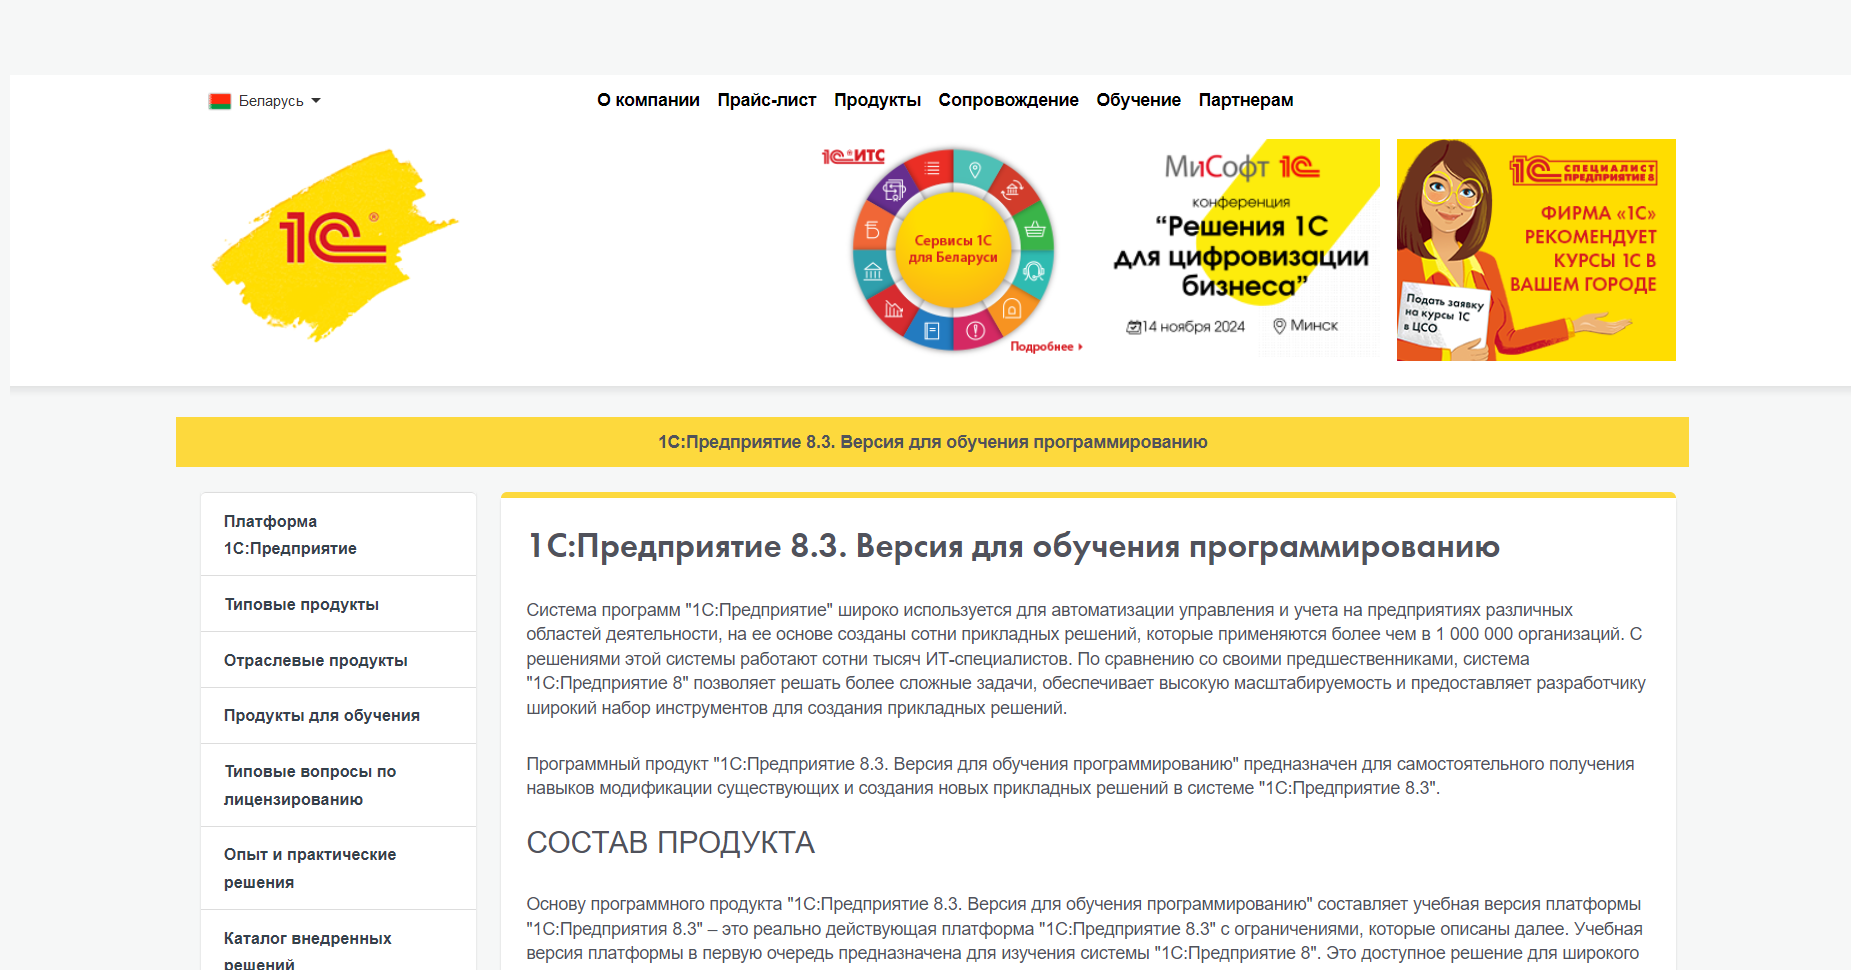 Беларусь
О компании Прайс-лист Продукты Сопровождение Обучение Партнерам
1С®
1С®ИТС
Сервисы 1С
для Беларуси
Подробнее
МиСофт 1С
конференция
“Решения 1С
для цифровизации
бизнеса”
14 ноября 2024 Минск
1С СПЕЦИАЛИСТ
ПРЕДПРИЯТИЕ 8
ФИРМА «1С»
РЕКОМЕНДУЕТ
КУРСЫ 1С В
ВАШЕМ ГОРОДЕ
Подать заявку
на курсы 1С
в ЦСО
1С:Предприятие 8.3. Версия для обучения программированию
Платформа
1С:Предприятие
Типовые продукты
Отраслевые продукты
Продукты для обучения
Типовые вопросы по
лицензированию
Опыт и практические
решения
Каталог внедренных
решений
1С:Предприятие 8.3. Версия для обучения программированию
Система программ "1С:Предприятие" широко используется для автоматизации управления и учета на предприятиях различных
областей деятельности, на ее основе созданы сотни прикладных решений, которые применяются более чем в 1 000 000 организаций. С
решениями этой системы работают сотни тысяч ИТ-специалистов. По сравнению со своими предшественниками, система
"1С:Предприятие 8" позволяет решать более сложные задачи, обеспечивает высокую масштабируемость и предоставляет разработчику
широкий набор инструментов для создания прикладных решений.
Программный продукт "1С:Предприятие 8.3. Версия для обучения программированию" предназначен для самостоятельного получения
навыков модификации существующих и создания новых прикладных решений в системе "1С:Предприятие 8.3".
СОСТАВ ПРОДУКТА
Основу программного продукта "1С:Предприятие 8.3. Версия для обучения программированию" составляет учебная версия платформы
"1С:Предприятия 8.3" – это реально действующая платформа "1С:Предприятие 8.3" с ограничениями, которые описаны далее. Учебная
версия платформы в первую очередь предназначена для изучения системы "1С:Предприятие 8". Это доступное решение для широкого